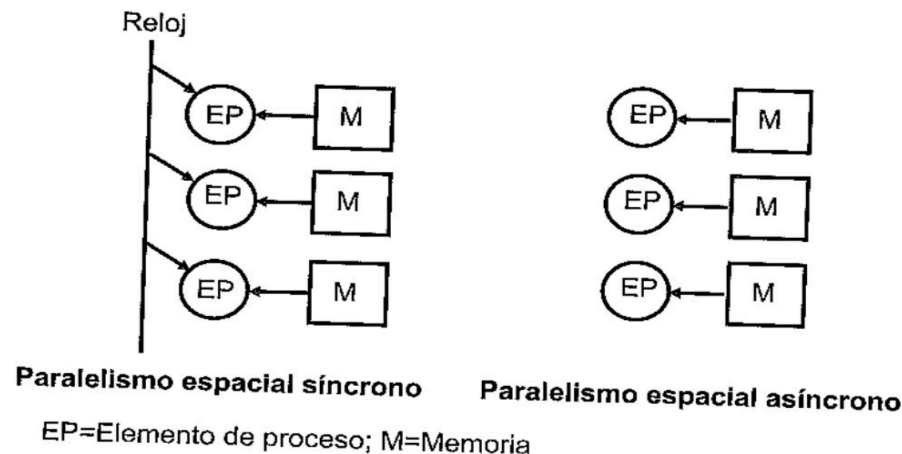 Reloj
EP M EP M
EP M EP M
EP M EP M
Paralelismo espacial síncrono Paralelismo espacial asíncrono
EP=Elemento de proceso; M=Memoria